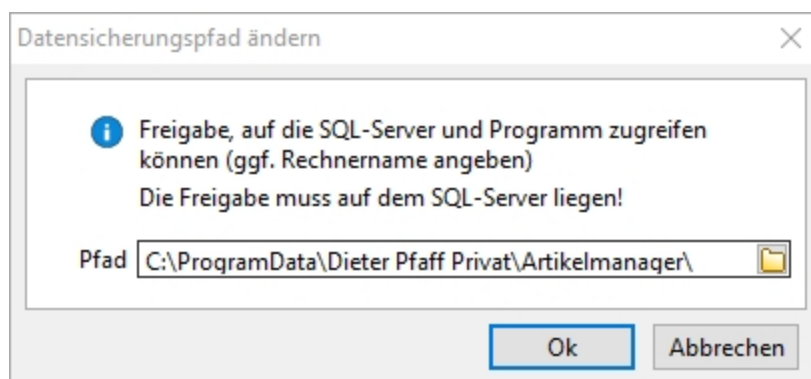 Datensicherungspfad ändern
Freigabe, auf die SQL-Server und Programm zugreifen
können (ggf. Rechnername angeben)
Die Freigabe muss auf dem SQL-Server liegen!
Pfad C:\ProgramData\Dieter Pfaff Privat\Artikelmanager\
Ok Abbrechen